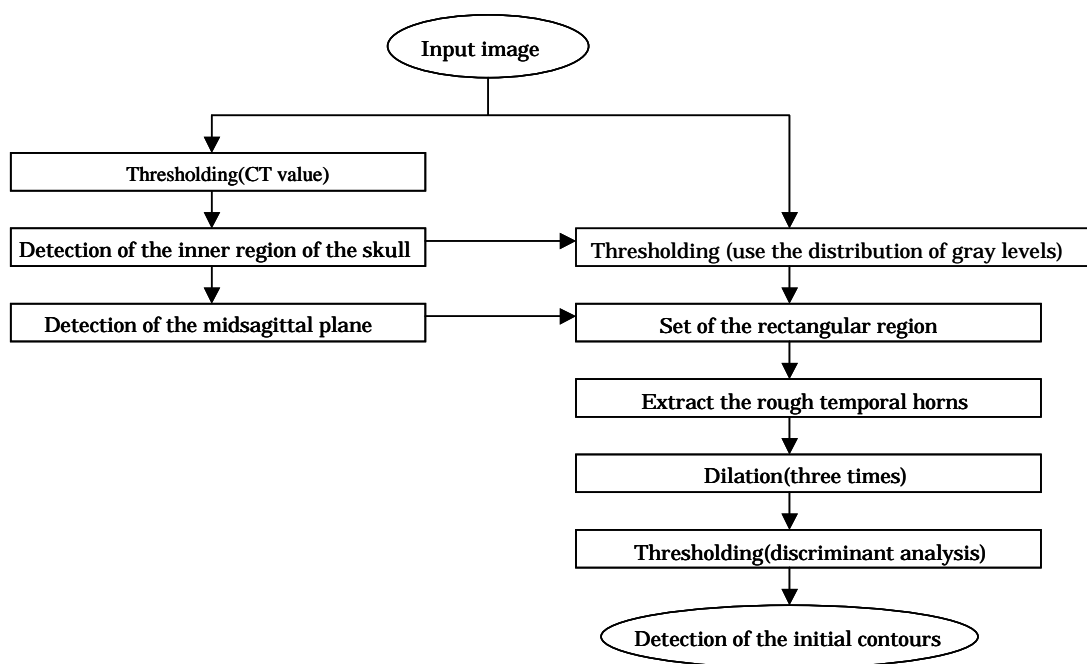 Input image
Thresholding(CT value)
Detection of the inner region of the skull
Thresholding (use the distribution of gray levels)
Detection of the midsagittal plane
Set of the rectangular region
Extract the rough temporal horns
Dilation(three times)
Thresholding(discriminant analysis)
Detection of the initial contours